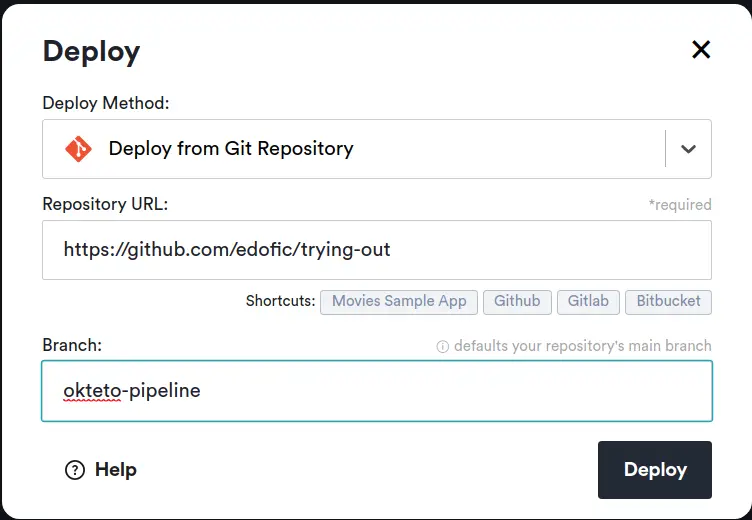 Deploy
Deploy Method:
Deploy from Git Repository
Repository URL: *required
https://github.com/edofic/trying-out
Shortcuts: Movies Sample App Github Gitlab Bitbucket
Branch: defaults your repository's main branch
okteto-pipeline
Help Deploy